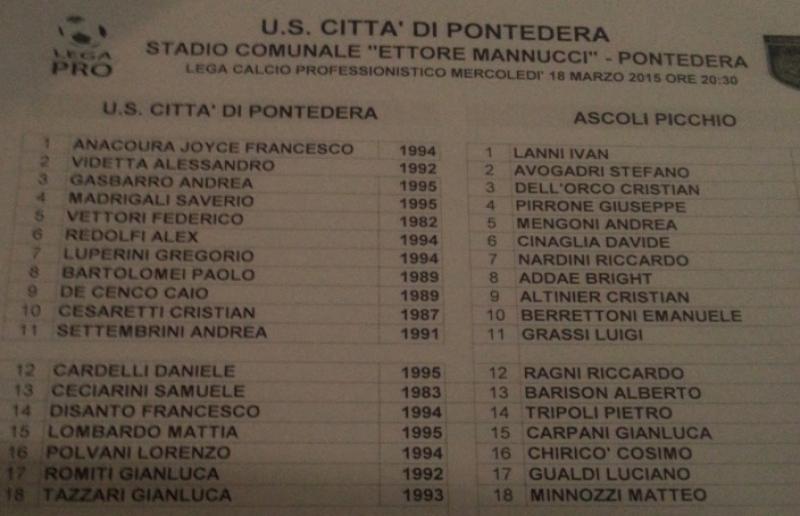 LEGA PRO
U.S. CITTA' DI PONTEDERA
STADIO COMUNALE "ETTORE MANNUCCI" - PONTEDERA
LEGA CALCIO PROFESSIONISTICO MERCOLEDI' 18 MARZO 2015 ORE 20:30
U.S. CITTA' DI PONTEDERA
1 ANACOURA JOYCE FRANCESCO 1994
2 VIDETTA ALESSANDRO 1992
3 GASBARRO ANDREA 1995
4 MADRIGALI SAVERIO 1995
5 VETTORI FEDERICO 1982
6 REDOLFI ALEX 1994
7 LUPERINI GREGORIO 1994
8 BARTOLOMEI PAOLO 1989
9 DE CENCO CAIO 1989
10 CESARETTI CRISTIAN 1987
11 SETTEMBRINI ANDREA 1991
12 CARDELLI DANIELE 1995
13 CECIARINI SAMUELE 1983
14 DISANTO FRANCESCO 1994
15 LOMBARDO MATTIA 1995
16 POLVANI LORENZO 1994
17 ROMITI GIANLUCA 1992
18 TAZZARI GIANLUCA 1993
ASCOLI PICCHIO
1 LANNI IVAN
2 AVOGADRI STEFANO
3 DELL'ORCO CRISTIAN
4 PIRRONE GIUSEPPE
5 MENGONI ANDREA
6 CINAGLIA DAVIDE
7 NARDINI RICCARDO
8 ADDAE BRIGHT
9 ALTINIER CRISTIAN
10 BERRETTONI EMANUELE
11 GRASSI LUIGI
12 RAGNI RICCARDO
13 BARISON ALBERTO
14 TRIPOLI PIETRO
15 CARPANI GIANLUCA
16 CHIRICO' COSIMO
17 GUALDI LUCIANO
18 MINNOZZI MATTEO